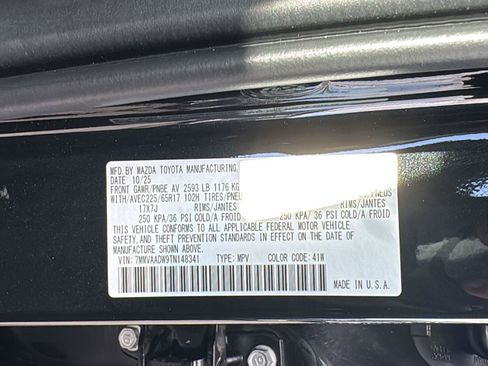 MFD. BY MAZDA TOYOTA MANUFACTURING,
DATE: 10/25
FRONT GAWR/PNBE AV 2593 LB 1176 KG
WITH/AVEC225/65R17 102H TIRES/PNEUS
17X7J RIMS/JANTES RIMS/JANTES
250 KPA/36 PSI COLD/A FROID 250 KPA/ 36 PSI COLD/A FROID
CONFORMS TO ALL APPLICABLE FEDERAL MOTOR VEHICLE
SAFETY, AND THEFT PREVENTION STANDARDS IN EFFECT ON THE DATE OF
MANUFACTURE SHOWN ABOVE.
VIN: 7MMVAADW9TN148341 TYPE: MPV COLOR CODE: 41W
MADE IN U.S.A.